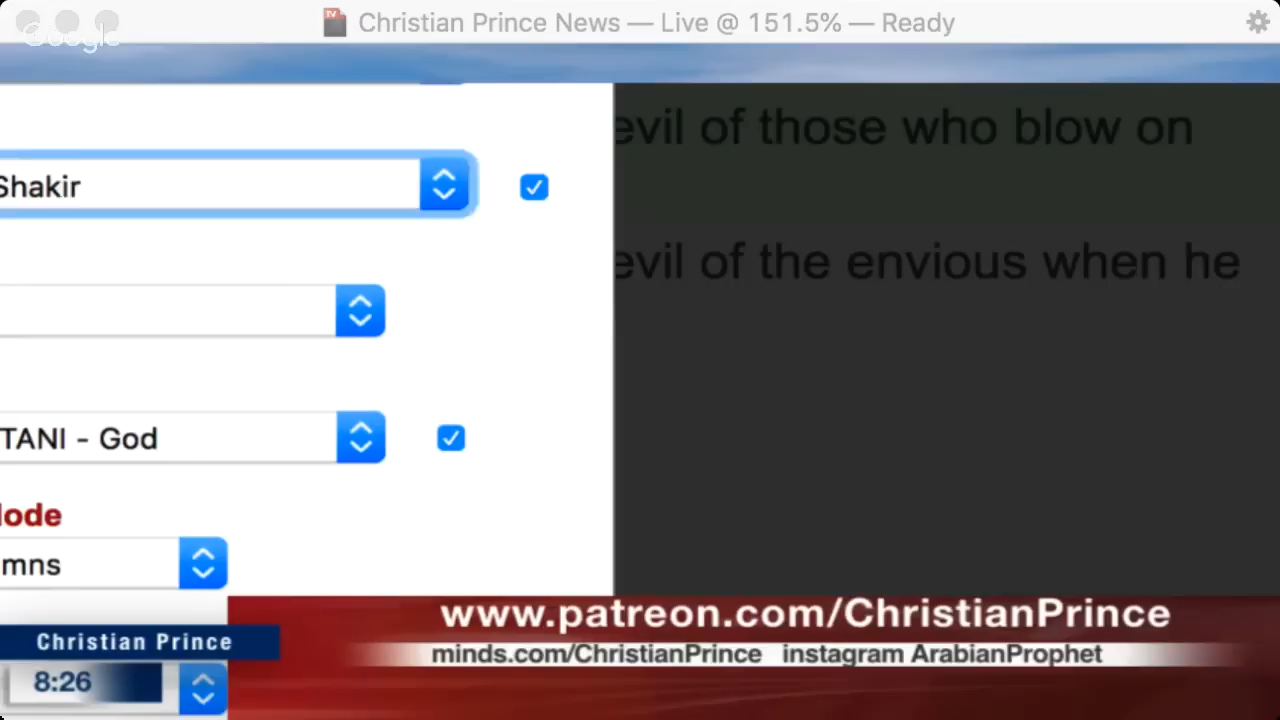 Christian Prince News — Live @ 151.5% — Ready
Google
evil of those who blow on
Shakir
evil of the envious when he
TANI - God
lode
mns
www.patreon.com/ChristianPrince
Christian Prince
minds.com/ChristianPrince instagram ArabianProphet
8:26